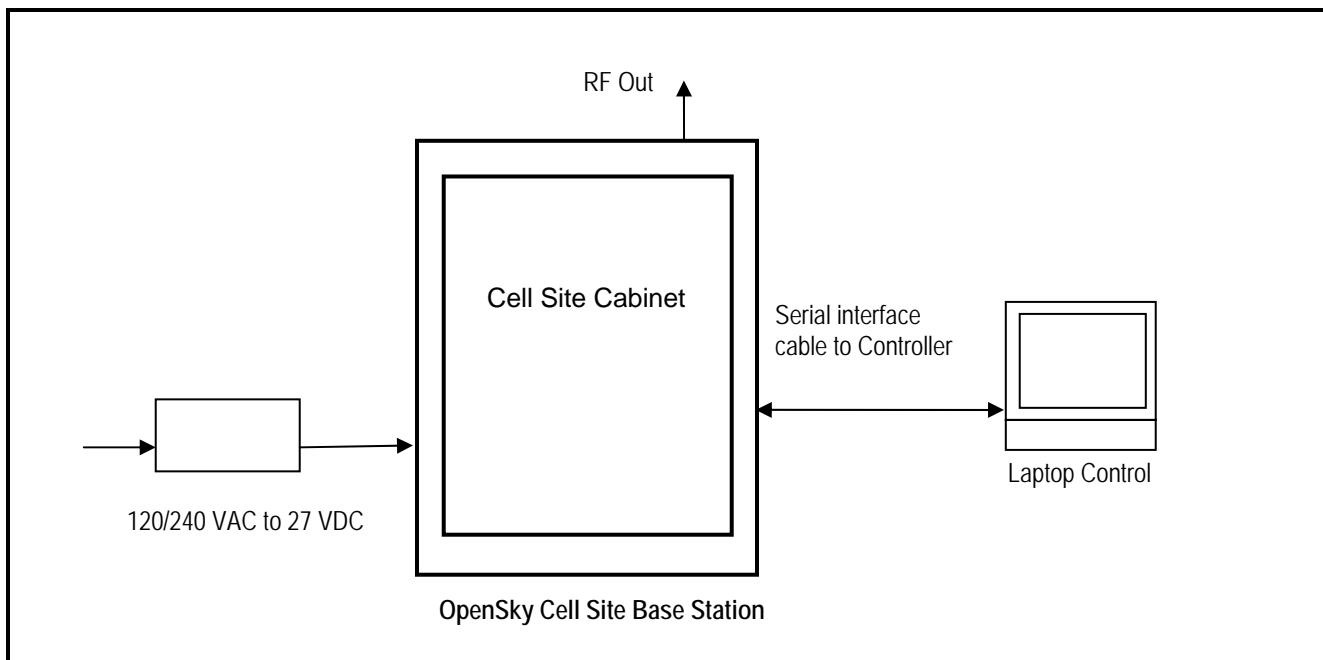 RF Out
Cell Site Cabinet
Serial interface
cable to Controller
Laptop Control
120/240 VAC to 27 VDC
OpenSky Cell Site Base Station